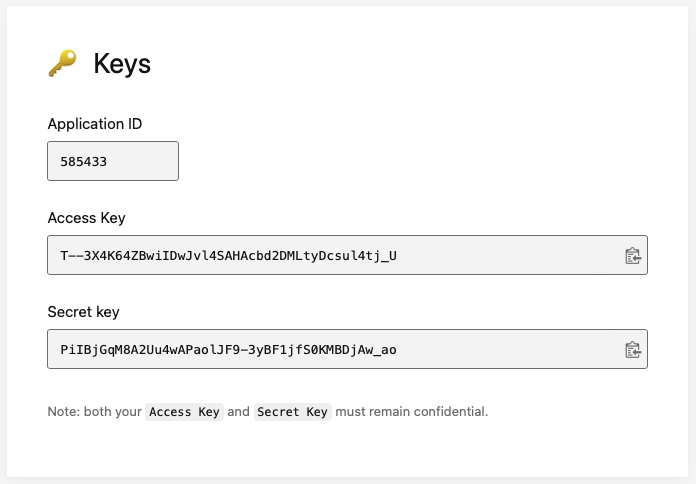 Keys
Application ID
585433
Access Key
T--3X4K64ZBwiIDwJvl4SAHAcbd2DMLtyDcsul4tj_U
Secret key
PiIBjGqM8A2Uu4wAPaolJF9-3yBF1jfS0KMBDjAw_ao
Note: both your Access Key and Secret Key must remain confidential.